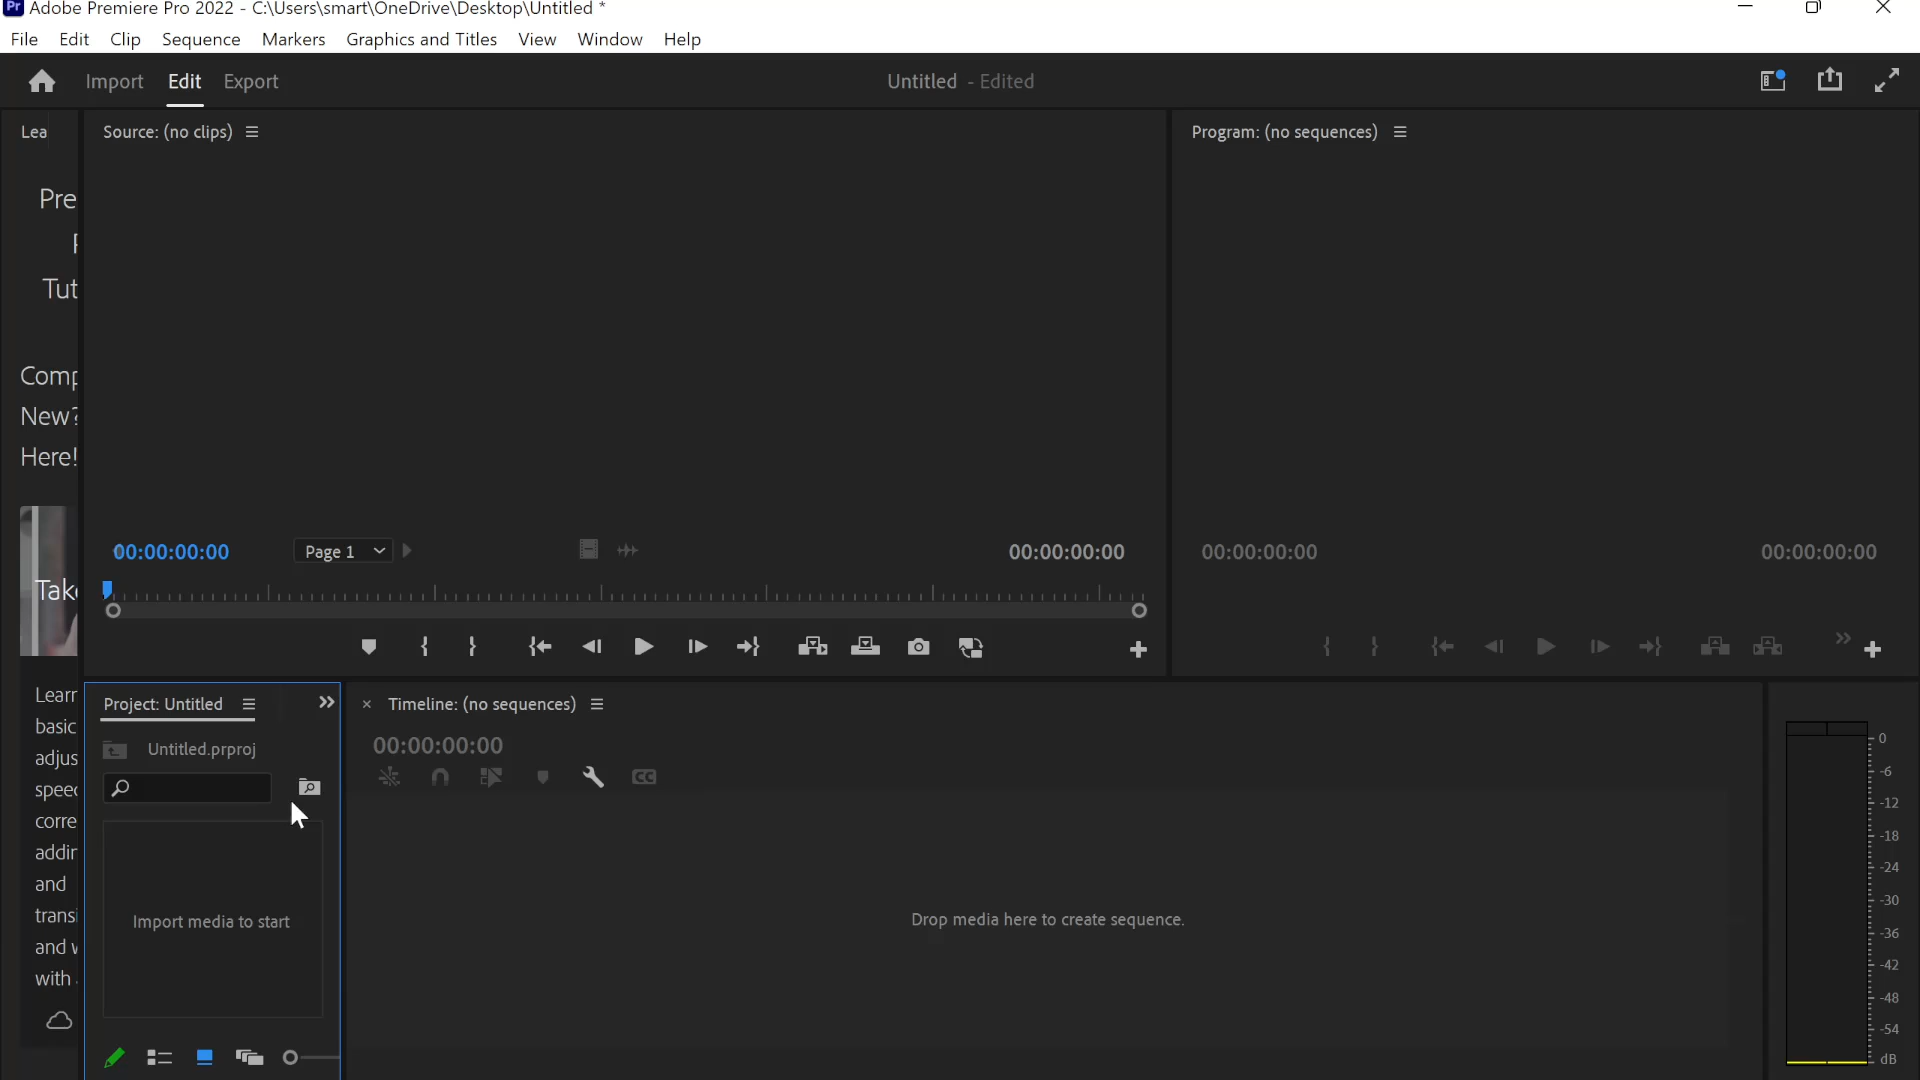 Adobe Premiere Pro 2022 - C:\Users\smart\OneDrive\Desktop\Untitled *
File Edit Clip Sequence Markers Graphics and Titles View Window Help
Import Edit Export
Untitled - Edited
Lea
Source: (no clips)
Program: (no sequences)
Pre
Tut
Comp
New?
Here!
Take
00:00:00:00
Page 1
00:00:00:00
00:00:00:00
00:00:00:00
Learn
basic
adjus
speed
corre
addin
and
transi
and w
with
Project: Untitled
Untitled.prproj
Import media to start
Timeline: (no sequences)
00:00:00:00
CC
Drop media here to create sequence.
0
-6
-12
-18
-24
-30
-36
-42
-48
-54
dB